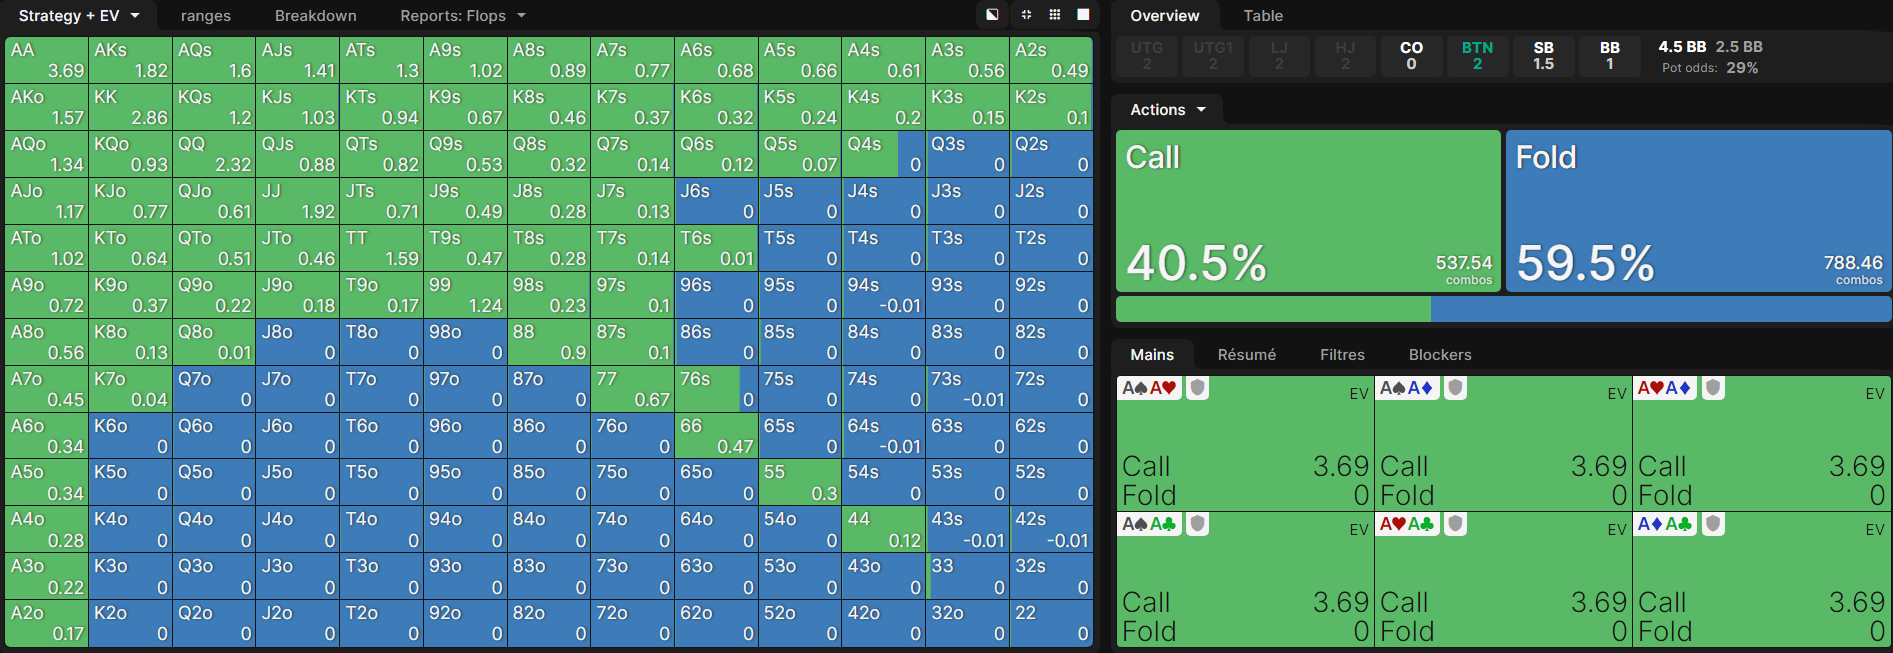 Strategy + EV ranges Breakdown Reports: Flops
AA AKs AQs AJs ATs A9s A8s A7s A6s A5s A4s A3s A2s
3.69 1.82 1.6 1.41 1.3 1.02 0.89 0.77 0.68 0.66 0.61 0.56 0.49
AKo KK KQs KJs KTs K9s K8s K7s K6s K5s K4s K3s K2s
1.57 2.86 1.2 1.03 0.94 0.67 0.46 0.37 0.32 0.24 0.2 0.15 0.1
AQo KQo QQ QJs QTs Q9s Q8s Q7s Q6s Q5s Q4s Q3s Q2s
1.34 0.93 2.32 0.88 0.82 0.53 0.32 0.14 0.12 0.07 0 0 0
AJo KJo QJo JJ JTs J9s J8s J7s J6s J5s J4s J3s J2s
1.17 0.77 0.61 1.92 0.71 0.49 0.28 0.13 0 0 0 0 0
ATo KTo QTo JTo TT T9s T8s T7s T6s T5s T4s T3s T2s
1.02 0.64 0.51 0.46 1.59 0.47 0.28 0.14 0.01 0 0 0 0
A9o K9o Q9o J9o T9o 99 98s 97s 96s 95s 94s 93s 92s
0.72 0.37 0.22 0.18 0.17 1.24 0.23 0.1 0 0 -0.01 0 0
A8o K8o Q8o J8o T8o 98o 88 87s 86s 85s 84s 83s 82s
0.56 0.13 0.01 0 0 0 0.9 0.1 0 0 0 0 0
A7o K7o Q7o J7o T7o 97o 87o 77 76s 75s 74s 73s 72s
0.45 0.04 0 0 0 0 0 0.67 0 0 0 -0.01 0
A6o K6o Q6o J6o T6o 96o 86o 76o 66 65s 64s 63s 62s
0.34 0 0 0 0 0 0 0 0.47 0 -0.01 0 0
A5o K5o Q5o J5o T5o 95o 85o 75o 65o 55 54s 53s 52s
0.34 0 0 0 0 0 0 0 0 0.3 0 0 0
A4o K4o Q4o J4o T4o 94o 84o 74o 64o 54o 44 43s 42s
0.28 0 0 0 0 0 0 0 0 0 0.12 -0.01 -0.01
A3o K3o Q3o J3o T3o 93o 83o 73o 63o 53o 43o 33 32s
0.22 0 0 0 0 0 0 0 0 0 0 0 0
A2o K2o Q2o J2o T2o 92o 82o 72o 62o 52o 42o 32o 22
0.17 0 0 0 0 0 0 0 0 0 0 0 0
Overview Table
UTG UTG1 LJ HJ CO BTN SB BB 4.5 BB 2.5 BB
2 2 2 2 0 2 1.5 1 Pot odds: 29%
Actions
Call Fold
40.5% 537.54 combos 59.5% 788.46 combos
Mains Résumé Filtres Blockers
A♠A♥ EV A♠A♦ EV A♥A♦ EV
Call 3.69 Call 3.69 Call 3.69
Fold 0 Fold 0 Fold 0
A♠A♣ EV A♥A♣ EV A♦A♣ EV
Call 3.69 Call 3.69 Call 3.69
Fold 0 Fold 0 Fold 0